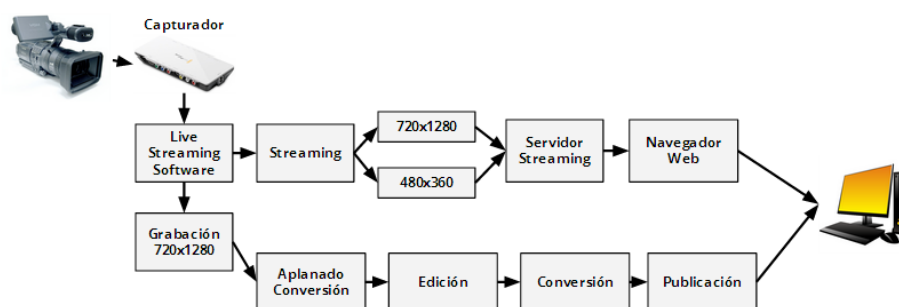 Capturador
Live
Streaming
Software
Streaming
720x1280
480x360
Servidor
Streaming
Navegador
Web
Grabación
720x1280
Aplanado
Conversión
Edición
Conversión
Publicación